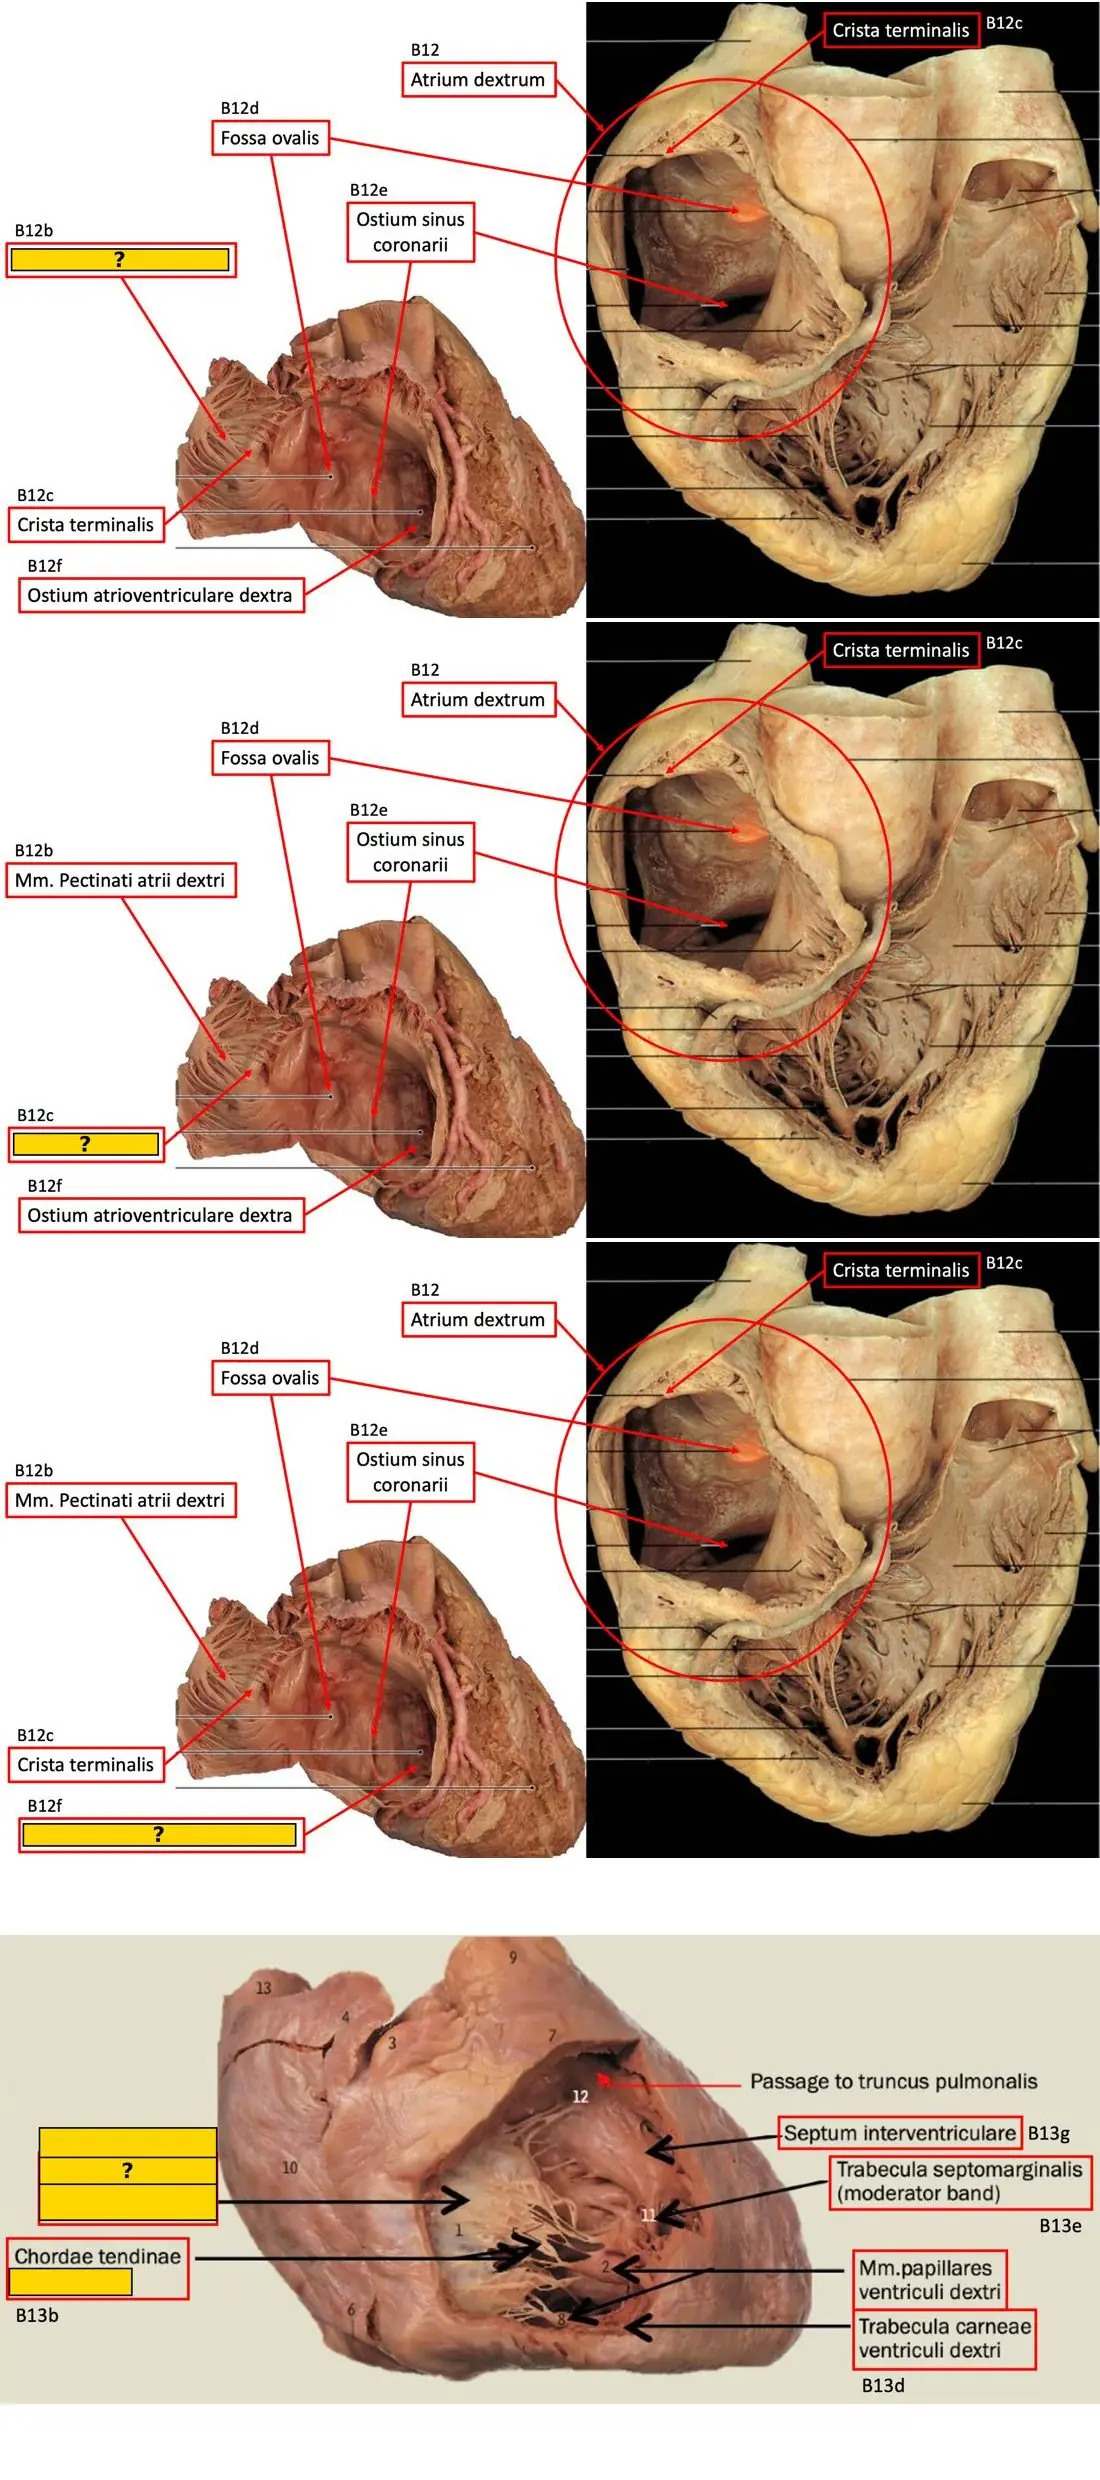 Crista terminalis B12c
B12
Atrium dextrum
B12d
Fossa ovalis
B12e
Ostium sinus
coronarii
B12b
?
B12c
Crista terminalis
B12f
Ostium atrioventriculare dextra
Crista terminalis B12c
B12
Atrium dextrum
B12d
Fossa ovalis
B12e
Ostium sinus
coronarii
B12b
Mm. Pectinati atrii dextri
B12c
?
B12f
Ostium atrioventriculare dextra
Crista terminalis B12c
B12
Atrium dextrum
B12d
Fossa ovalis
B12e
Ostium sinus
coronarii
B12b
Mm. Pectinati atrii dextri
B12c
Crista terminalis
B12f
?
9
13
4
3
7
12
Passage to truncus pulmonalis
Septum interventriculare B13g
?
10
Trabecula septomarginalis
(moderator band)
B13e
11
1
Chordae tendinae
B13b
2
Mm.papillares
ventriculi dextri
6
8
Trabecula carneae
ventriculi dextri
B13d